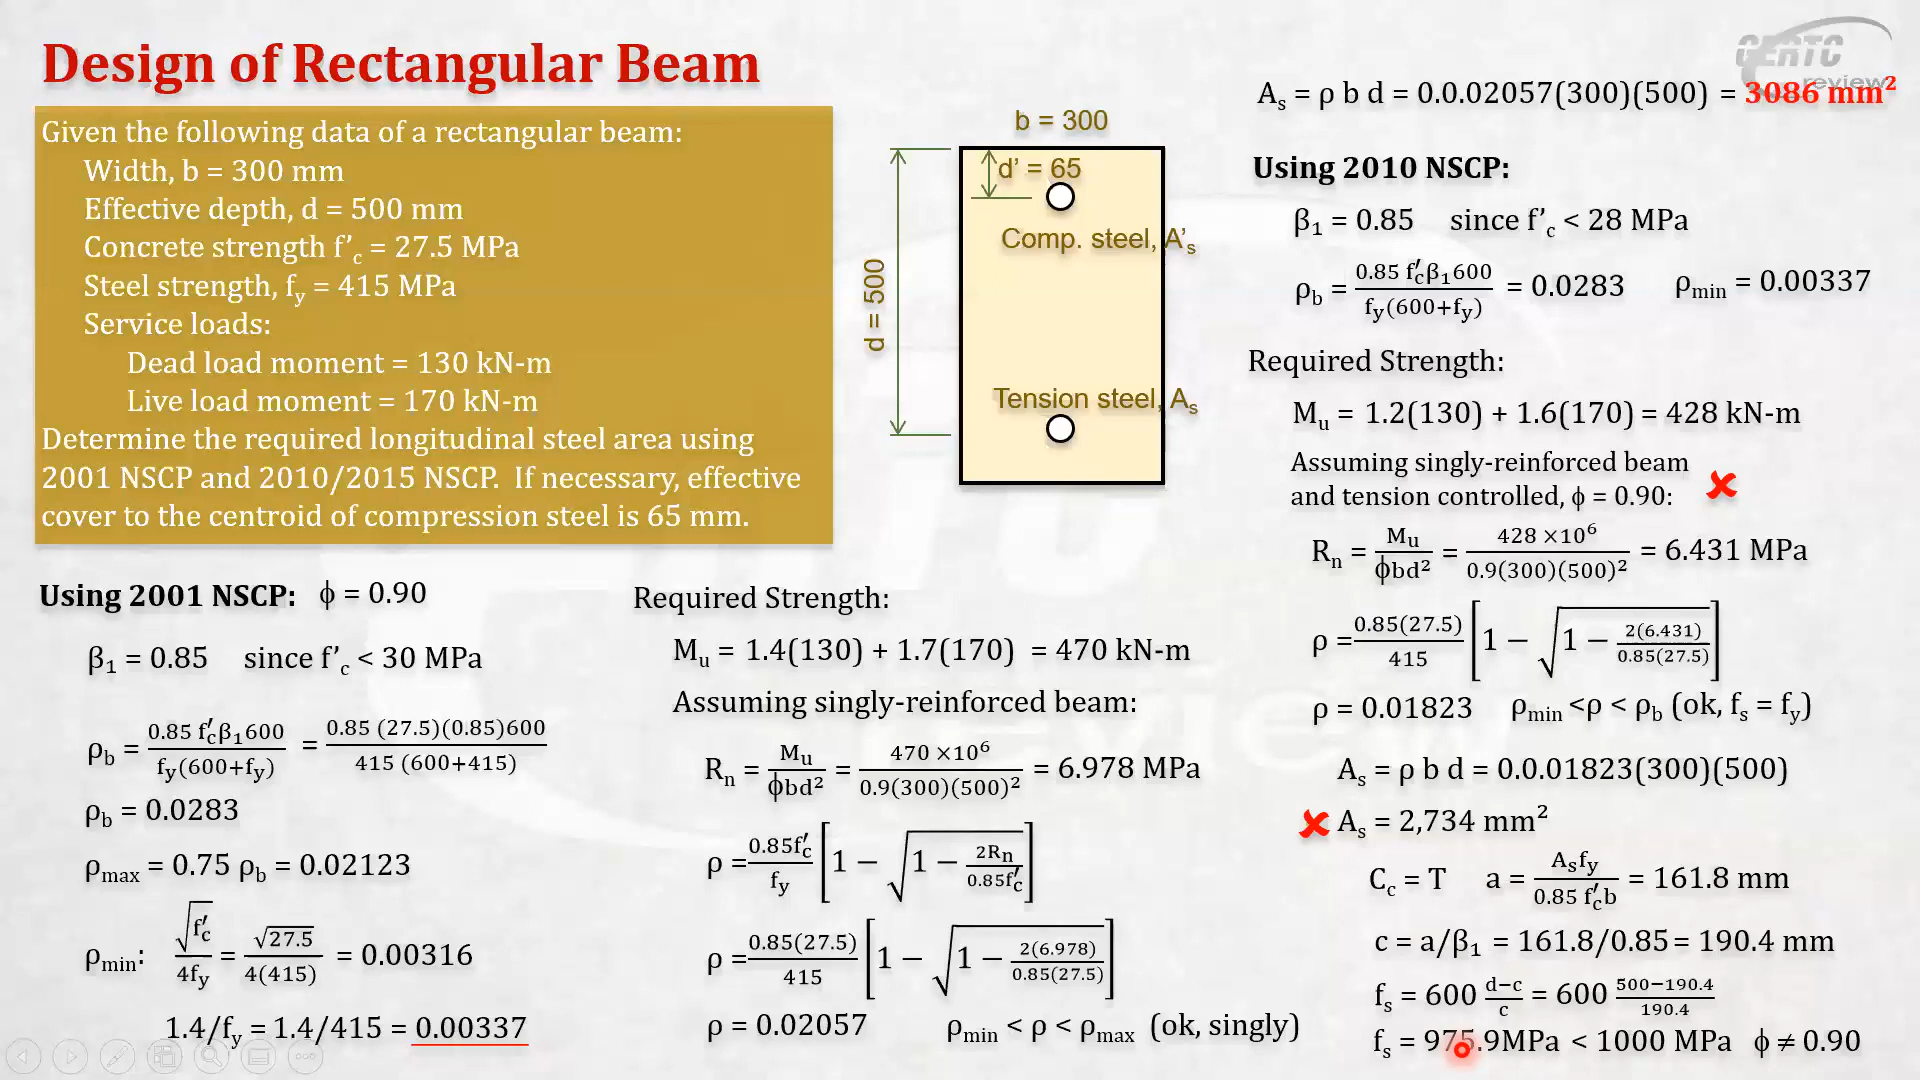 Design of Rectangular Beam
Given the following data of a rectangular beam:
Width, b = 300 mm
Effective depth, d = 500 mm
Concrete strength f'c = 27.5 MPa
Steel strength, fy = 415 MPa
Service loads:
Dead load moment = 130 kN-m
Live load moment = 170 kN-m
Determine the required longitudinal steel area using
2001 NSCP and 2010/2015 NSCP. If necessary, effective
cover to the centroid of compression steel is 65 mm.
b = 300
d' = 65
Comp. steel, A's
d = 500
Tension steel, As
Using 2001 NSCP: ϕ = 0.90
β₁ = 0.85 since f'c < 30 MPa
ρb = 0.85 f'c β₁600 / fy(600+fy) = 0.85 (27.5)(0.85)600 / 415 (600+415)
ρb = 0.0283
ρmax = 0.75 ρb = 0.02123
ρmin: √f'c / 4fy = √27.5 / 4(415) = 0.00316
1.4/fy = 1.4/415 = 0.00337
Required Strength:
Mu = 1.4(130) + 1.7(170) = 470 kN-m
Assuming singly-reinforced beam:
Rn = Mu / ϕbd² = 470 ×10⁶ / 0.9(300)(500)² = 6.978 MPa
ρ = 0.85f'c / fy [1 − √(1 − 2Rn / 0.85f'c)]
ρ = 0.85(27.5) / 415 [1 − √(1 − 2(6.978) / 0.85(27.5))]
ρ = 0.02057 ρmin < ρ < ρmax (ok, singly)
CERTC
review
As = ρ b d = 0.0.02057(300)(500) = 3086 mm²
Using 2010 NSCP:
β₁ = 0.85 since f'c < 28 MPa
ρb = 0.85 f'c β₁600 / fy(600+fy) = 0.0283 ρmin = 0.00337
Required Strength:
Mu = 1.2(130) + 1.6(170) = 428 kN-m
Assuming singly-reinforced beam
and tension controlled, ϕ = 0.90: ✘
Rn = Mu / ϕbd² = 428 ×10⁶ / 0.9(300)(500)² = 6.431 MPa
ρ = 0.85(27.5) / 415 [1 − √(1 − 2(6.431) / 0.85(27.5))]
ρ = 0.01823 ρmin <ρ < ρb (ok, fs = fy)
As = ρ b d = 0.0.01823(300)(500)
✘ As = 2,734 mm²
Cc = T a = Asfy / 0.85 f'c b = 161.8 mm
c = a/β₁ = 161.8/0.85 = 190.4 mm
fs = 600 d−c / c = 600 500−190.4 / 190.4
fs = 975.9MPa < 1000 MPa ϕ ≠ 0.90